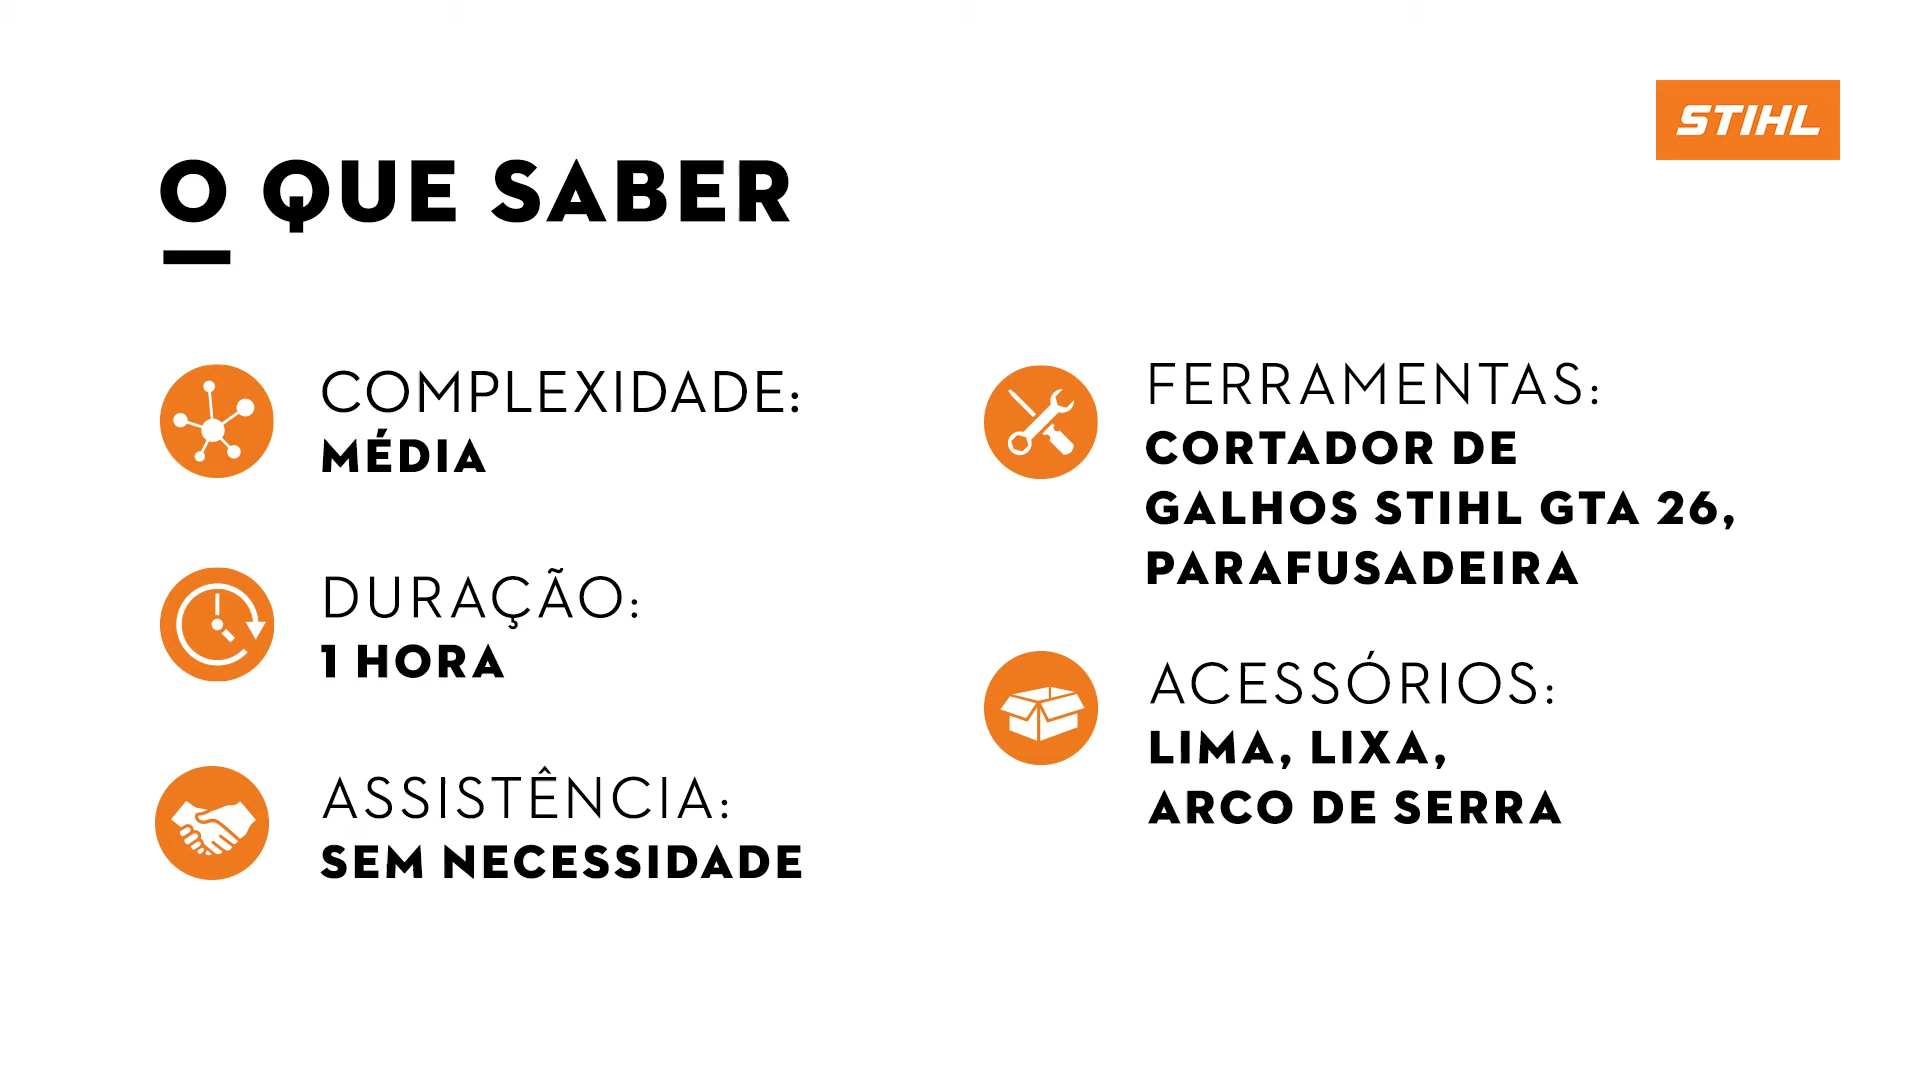 STIHL
O QUE SABER
COMPLEXIDADE:
MÉDIA
DURAÇÃO:
1 HORA
ASSISTÊNCIA:
SEM NECESSIDADE
FERRAMENTAS:
CORTADOR DE
GALHOS STIHL GTA 26,
PARAFUSADEIRA
ACESSÓRIOS:
LIMA, LIXA,
ARCO DE SERRA